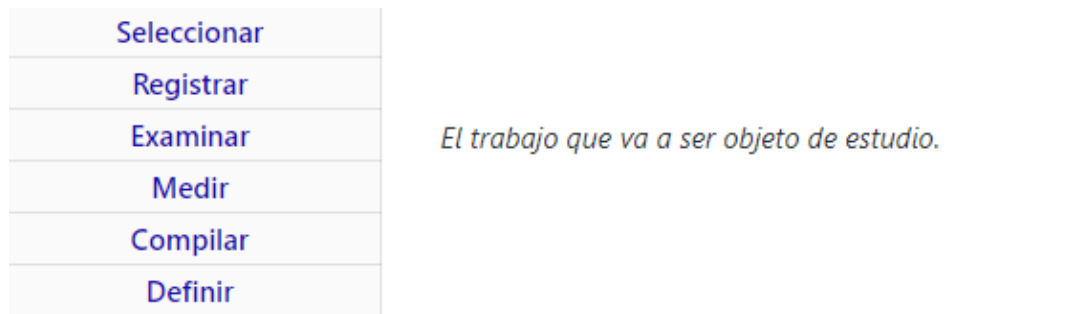 Seleccionar
Registrar
Examinar
El trabajo que va a ser objeto de estudio.
Medir
Compilar
Definir